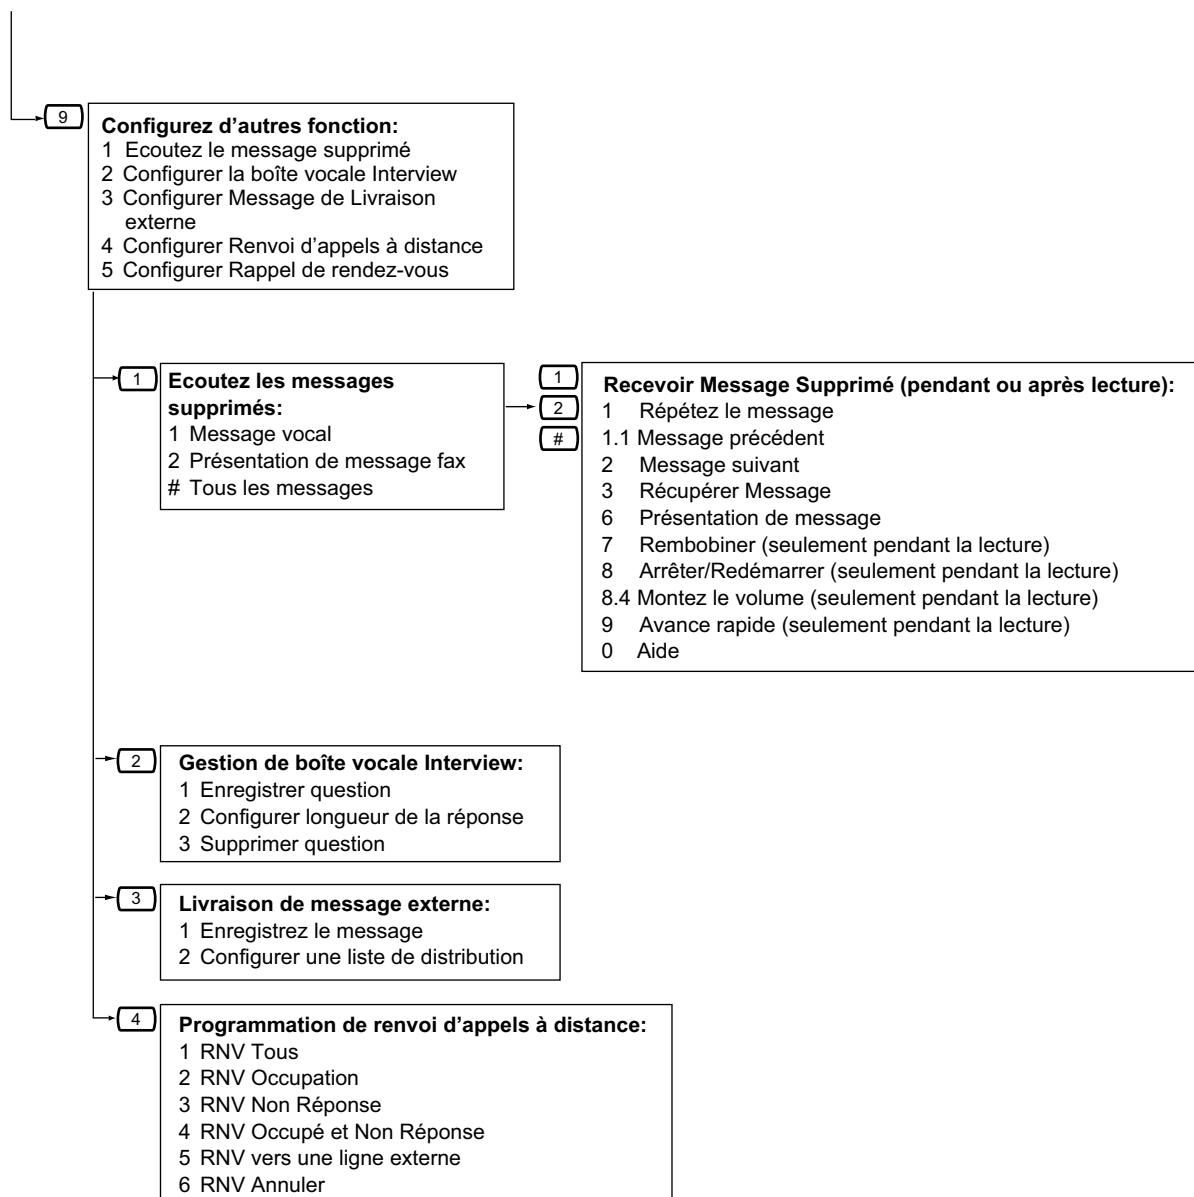 9
Configurez d'autres fonction:
1 Ecoutez le message supprimé
2 Configurer la boîte vocale Interview
3 Configurer Message de Livraison
externe
4 Configurer Renvoi d'appels à distance
5 Configurer Rappel de rendez-vous
1
Ecoutez les messages
supprimés:
1 Message vocal
2 Présentation de message fax
# Tous les messages
1
2
#
Recevoir Message Supprimé (pendant ou après lecture):
1 Répétez le message
1.1 Message précédent
2 Message suivant
3 Récupérer Message
6 Présentation de message
7 Rembobiner (seulement pendant la lecture)
8 Arrêter/Redémarrer (seulement pendant la lecture)
8.4 Montez le volume (seulement pendant la lecture)
9 Avance rapide (seulement pendant la lecture)
0 Aide
2
Gestion de boîte vocale Interview:
1 Enregistrer question
2 Configurer longueur de la réponse
3 Supprimer question
3
Livraison de message externe:
1 Enregistrez le message
2 Configurer une liste de distribution
4
Programmation de renvoi d'appels à distance:
1 RNV Tous
2 RNV Occupation
3 RNV Non Réponse
4 RNV Occupé et Non Réponse
5 RNV vers une ligne externe
6 RNV Annuler